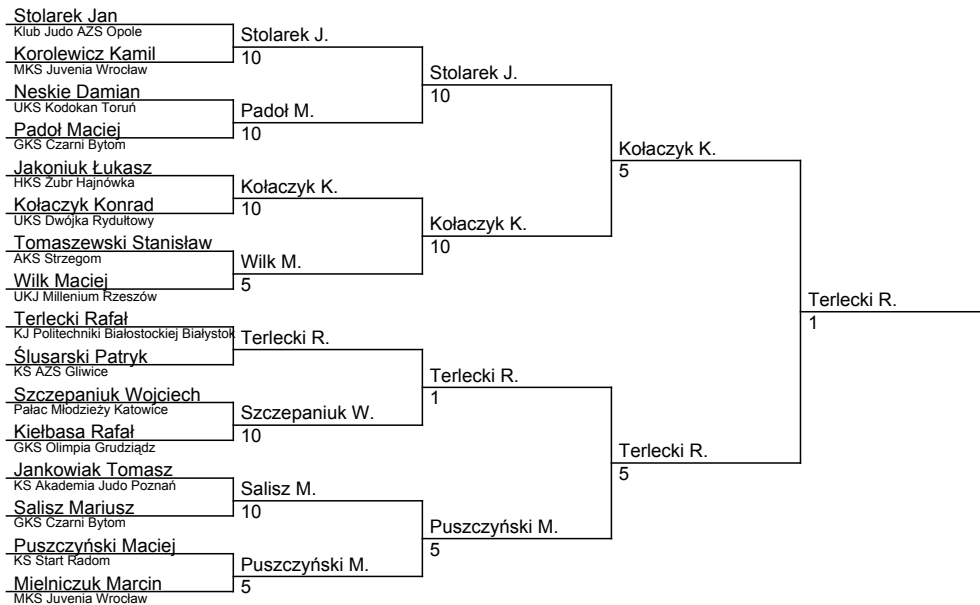 Stolarek Jan
Klub Judo AZS Opole
Korolewicz Kamil
MKS Juvenia Wrocław
Neskie Damian
UKS Kodokan Toruń
Padoł Maciej
GKS Czarni Bytom
Jakoniuk Łukasz
HKS Żubr Hajnówka
Kołaczyk Konrad
UKS Dwójka Rydułtowy
Tomaszewski Stanisław
AKS Strzegom
Wilk Maciej
UKJ Millenium Rzeszów
Terlecki Rafał
KJ Politechniki Białostockiej Białystok
Ślusarski Patryk
KS AZS Gliwice
Szczepaniuk Wojciech
Pałac Młodzieży Katowice
Kiełbasa Rafał
GKS Olimpia Grudziądz
Jankowiak Tomasz
KS Akademia Judo Poznań
Salisz Mariusz
GKS Czarni Bytom
Puszczyński Maciej
KS Start Radom
Mielniczuk Marcin
MKS Juvenia Wrocław
Stolarek J.
10
Padoł M.
10
Kołaczyk K.
10
Wilk M.
5
Terlecki R.
Szczepaniuk W.
10
Salisz M.
10
Puszczyński M.
5
Stolarek J.
10
Kołaczyk K.
10
Terlecki R.
1
Puszczyński M.
5
Kołaczyk K.
5
Terlecki R.
5
Terlecki R.
1